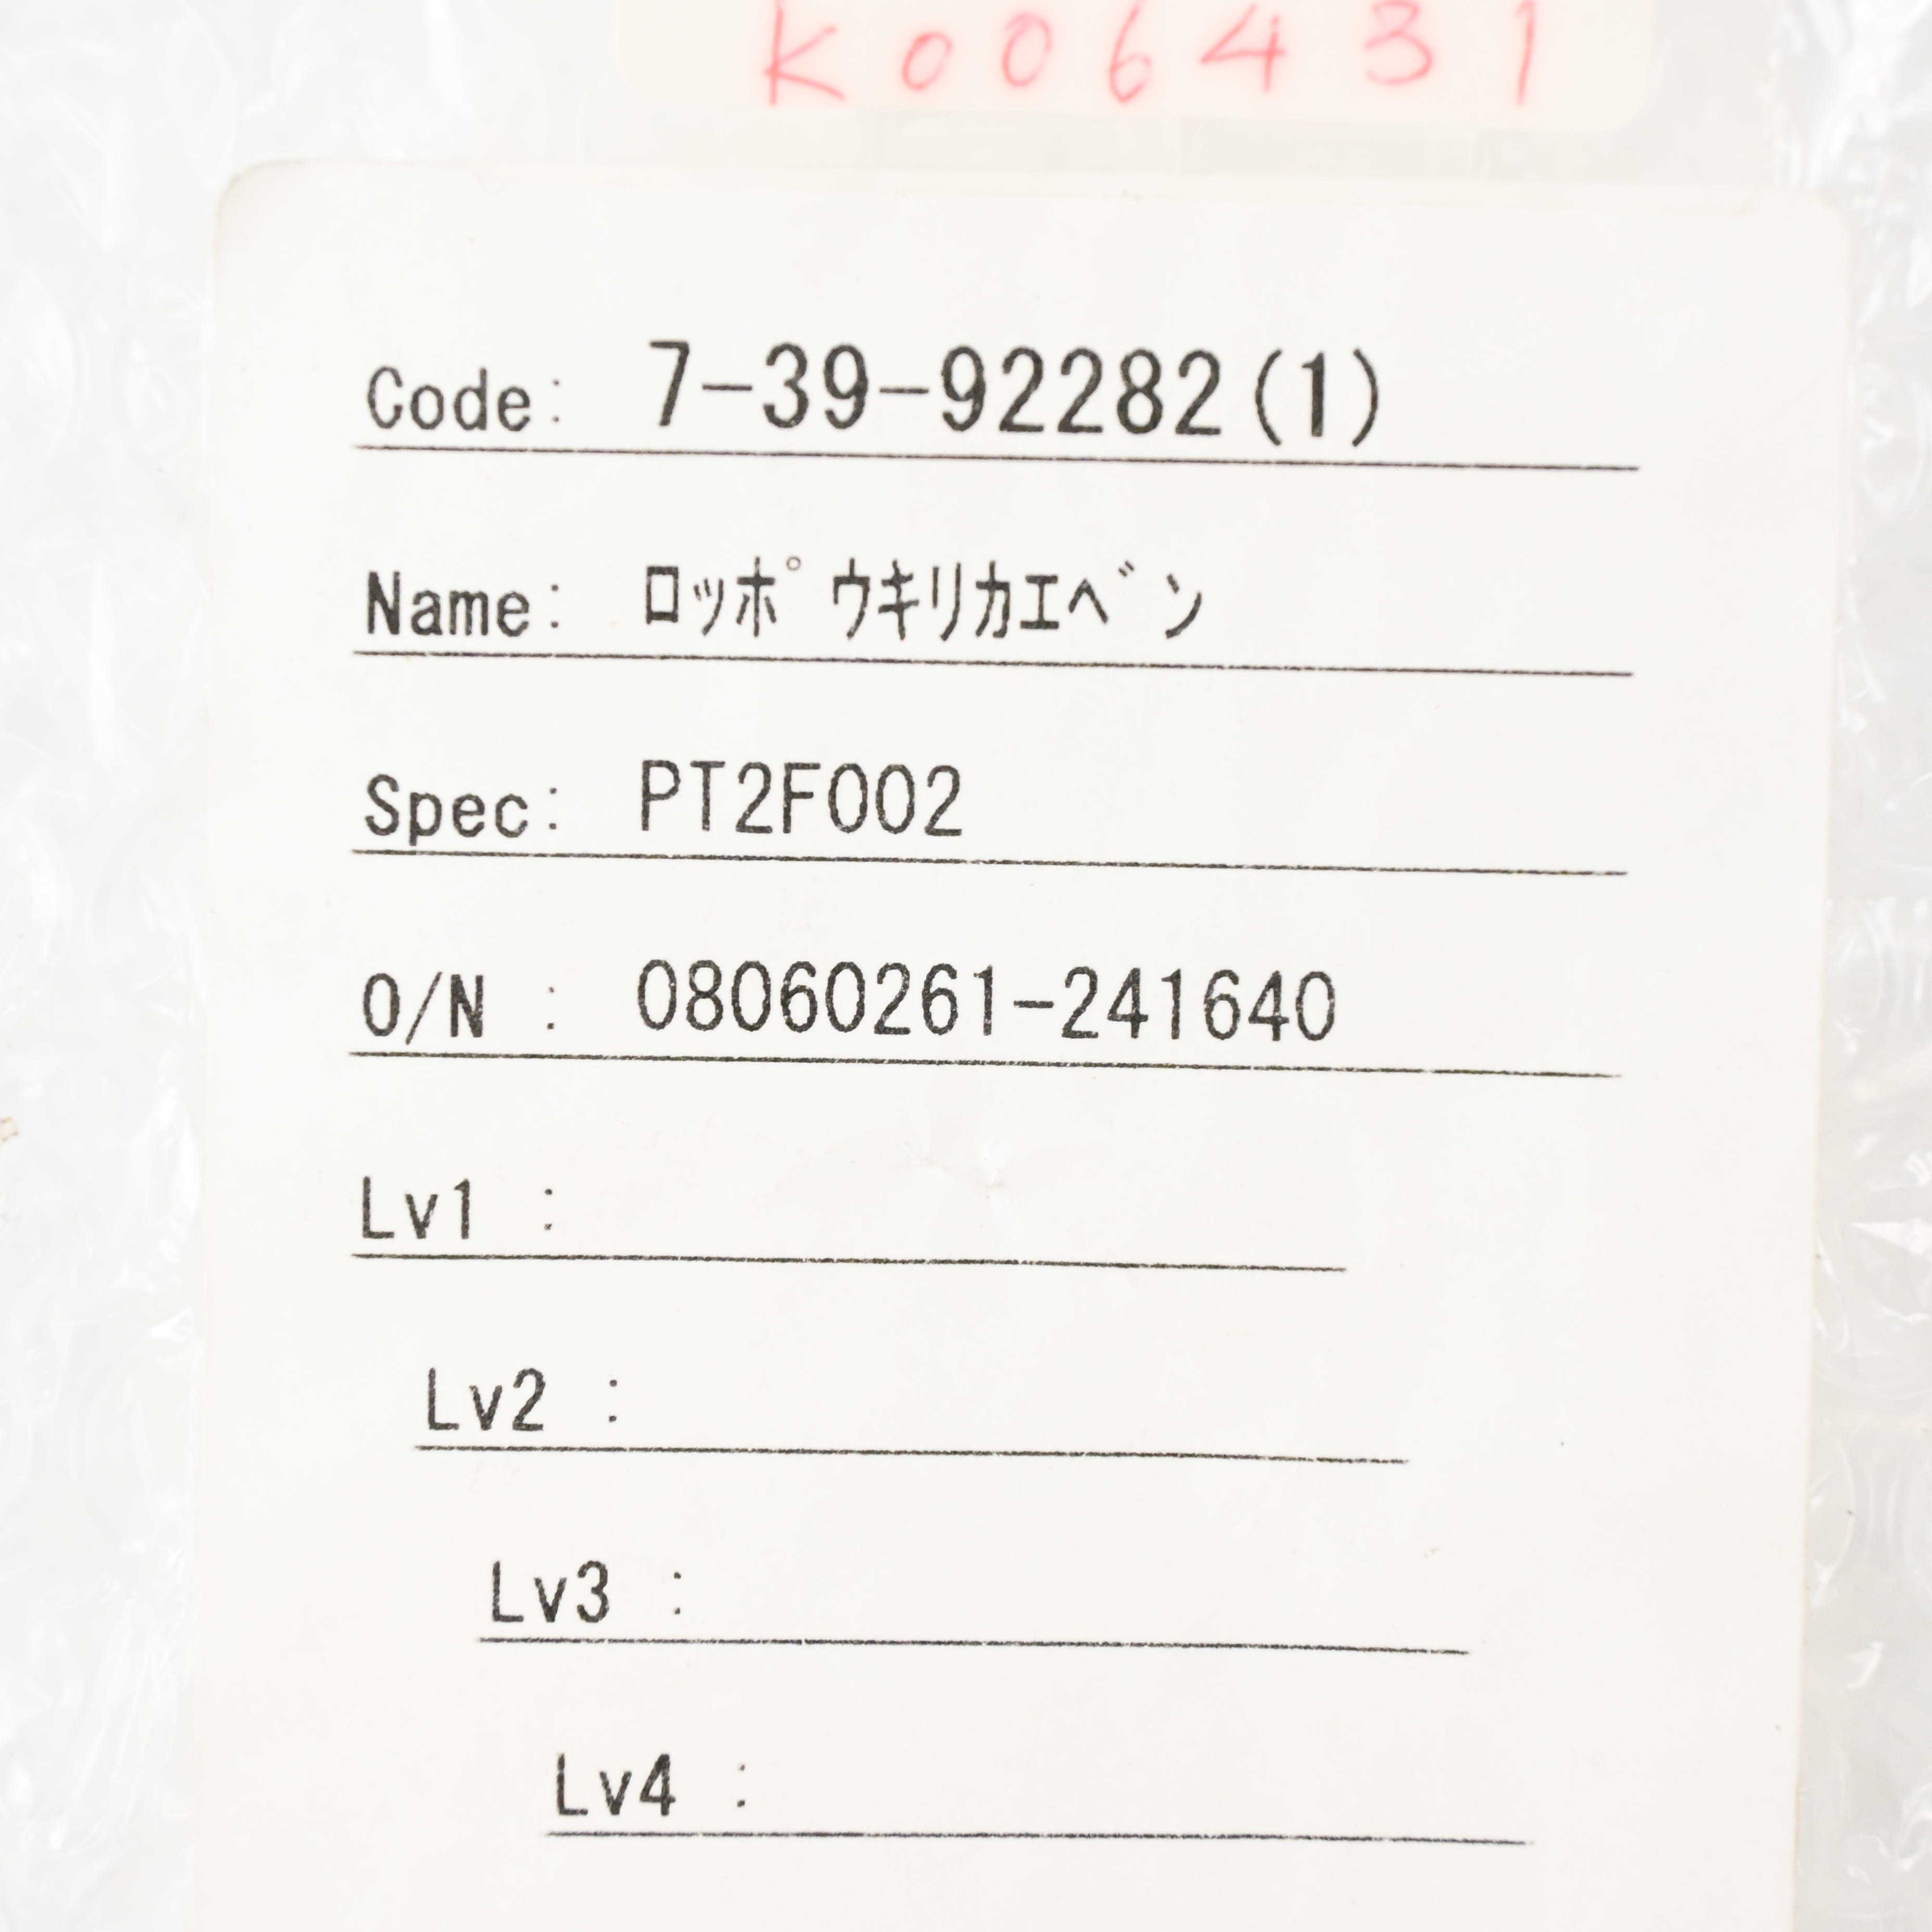 K006431
Code: 7-39-92282(1)
Name: ﾛｯﾎﾟｳｷﾘｶｴﾍﾞﾝ
Spec: PT2F002
O/N : 08060261-241640
Lv1 :
Lv2 :
Lv3 :
Lv4 :